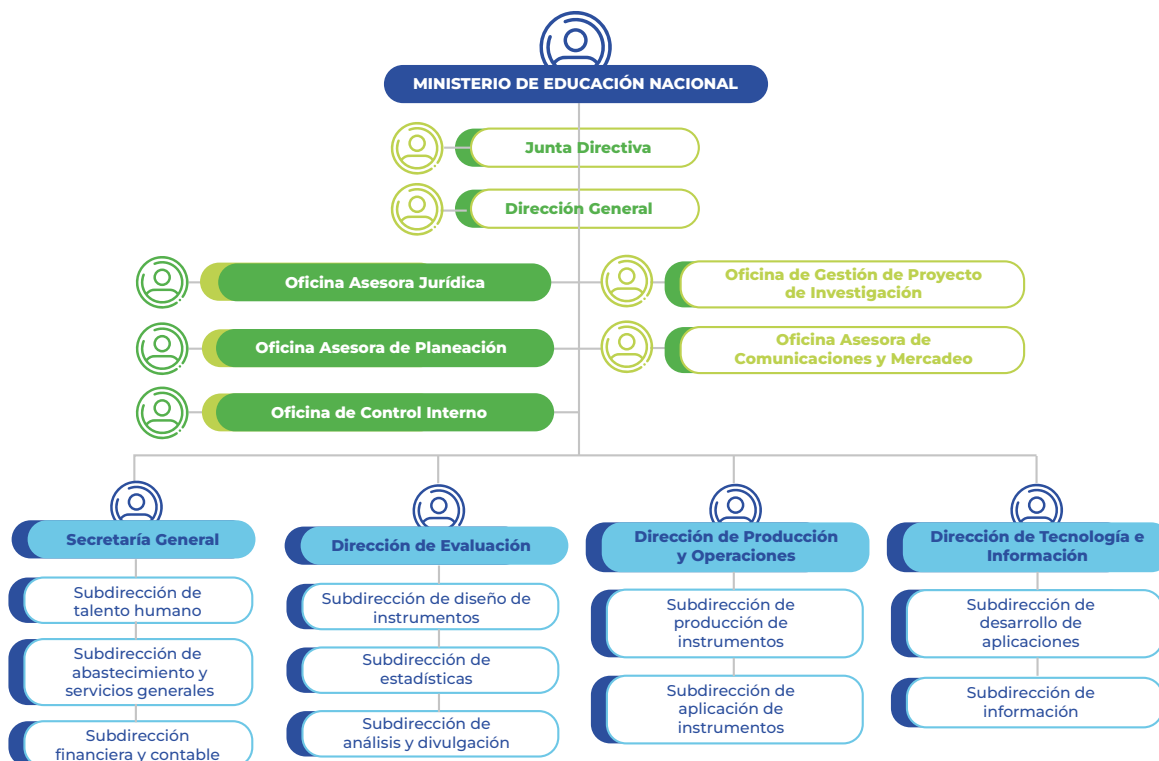 MINISTERIO DE EDUCACIÓN NACIONAL
Junta Directiva
Dirección General
Oficina Asesora Jurídica
Oficina de Gestión de Proyecto
de Investigación
Oficina Asesora de Planeación
Oficina Asesora de
Comunicaciones y Mercadeo
Oficina de Control Interno
Secretaría General
Subdirección de
talento humano
Subdirección de
abastecimiento y
servicios generales
Subdirección
financiera y contable
Dirección de Evaluación
Subdirección de diseño de
instrumentos
Subdirección de
estadísticas
Subdirección de
análisis y divulgación
Dirección de Producción
y Operaciones
Subdirección de
producción de
instrumentos
Subdirección de
aplicación de
instrumentos
Dirección de Tecnología e
Información
Subdirección de
desarrollo de
aplicaciones
Subdirección de
información